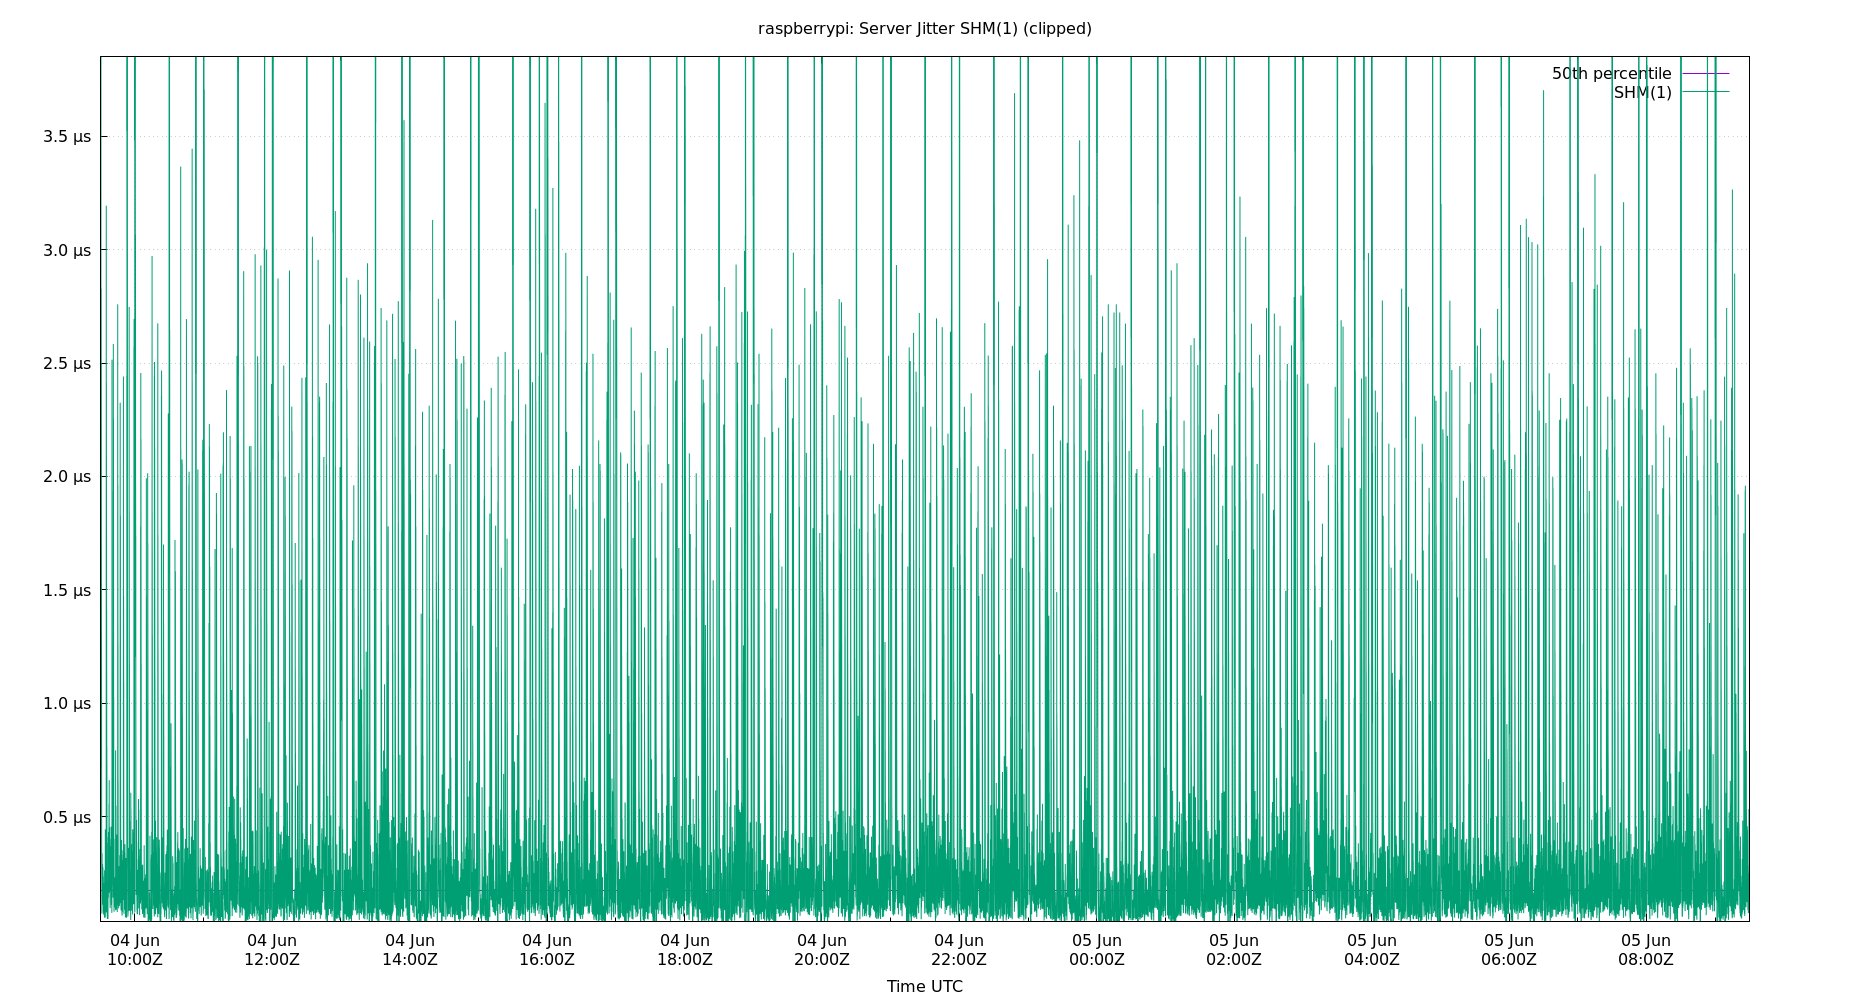 raspberrypi: Server Jitter SHM(1) (clipped)
50th percentile
SHM(1)
3.5 µs
3.0 µs
2.5 µs
2.0 µs
1.5 µs
1.0 µs
0.5 µs
04 Jun 04 Jun 04 Jun 04 Jun 04 Jun 04 Jun 04 Jun 05 Jun 05 Jun 05 Jun 05 Jun 05 Jun
10:00Z 12:00Z 14:00Z 16:00Z 18:00Z 20:00Z 22:00Z 00:00Z 02:00Z 04:00Z 06:00Z 08:00Z
Time UTC